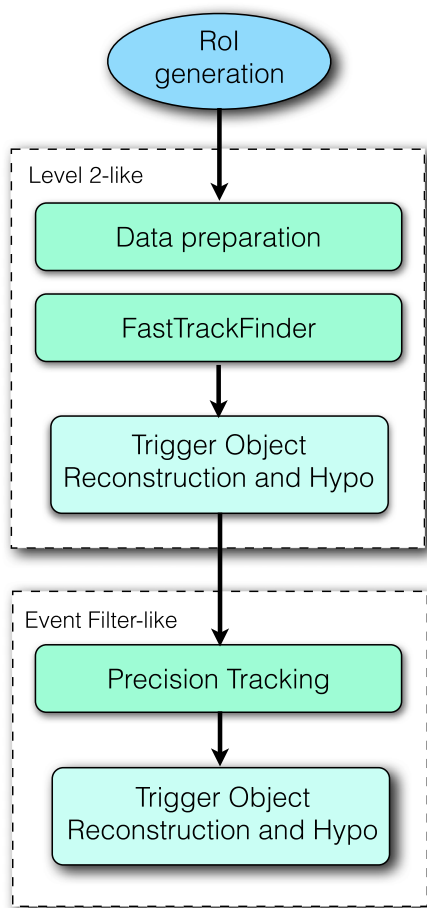 RoI
generation
Level 2-like
Data preparation
FastTrackFinder
Trigger Object
Reconstruction and Hypo
Event Filter-like
Precision Tracking
Trigger Object
Reconstruction and Hypo